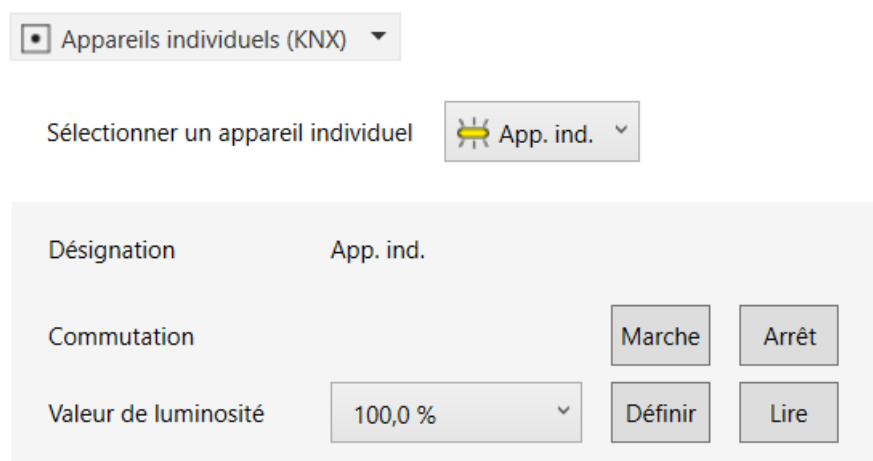 Appareils individuels (KNX)
Sélectionner un appareil individuel App. ind.
Désignation App. ind.
Commutation Marche Arrêt
Valeur de luminosité 100,0 % Définir Lire